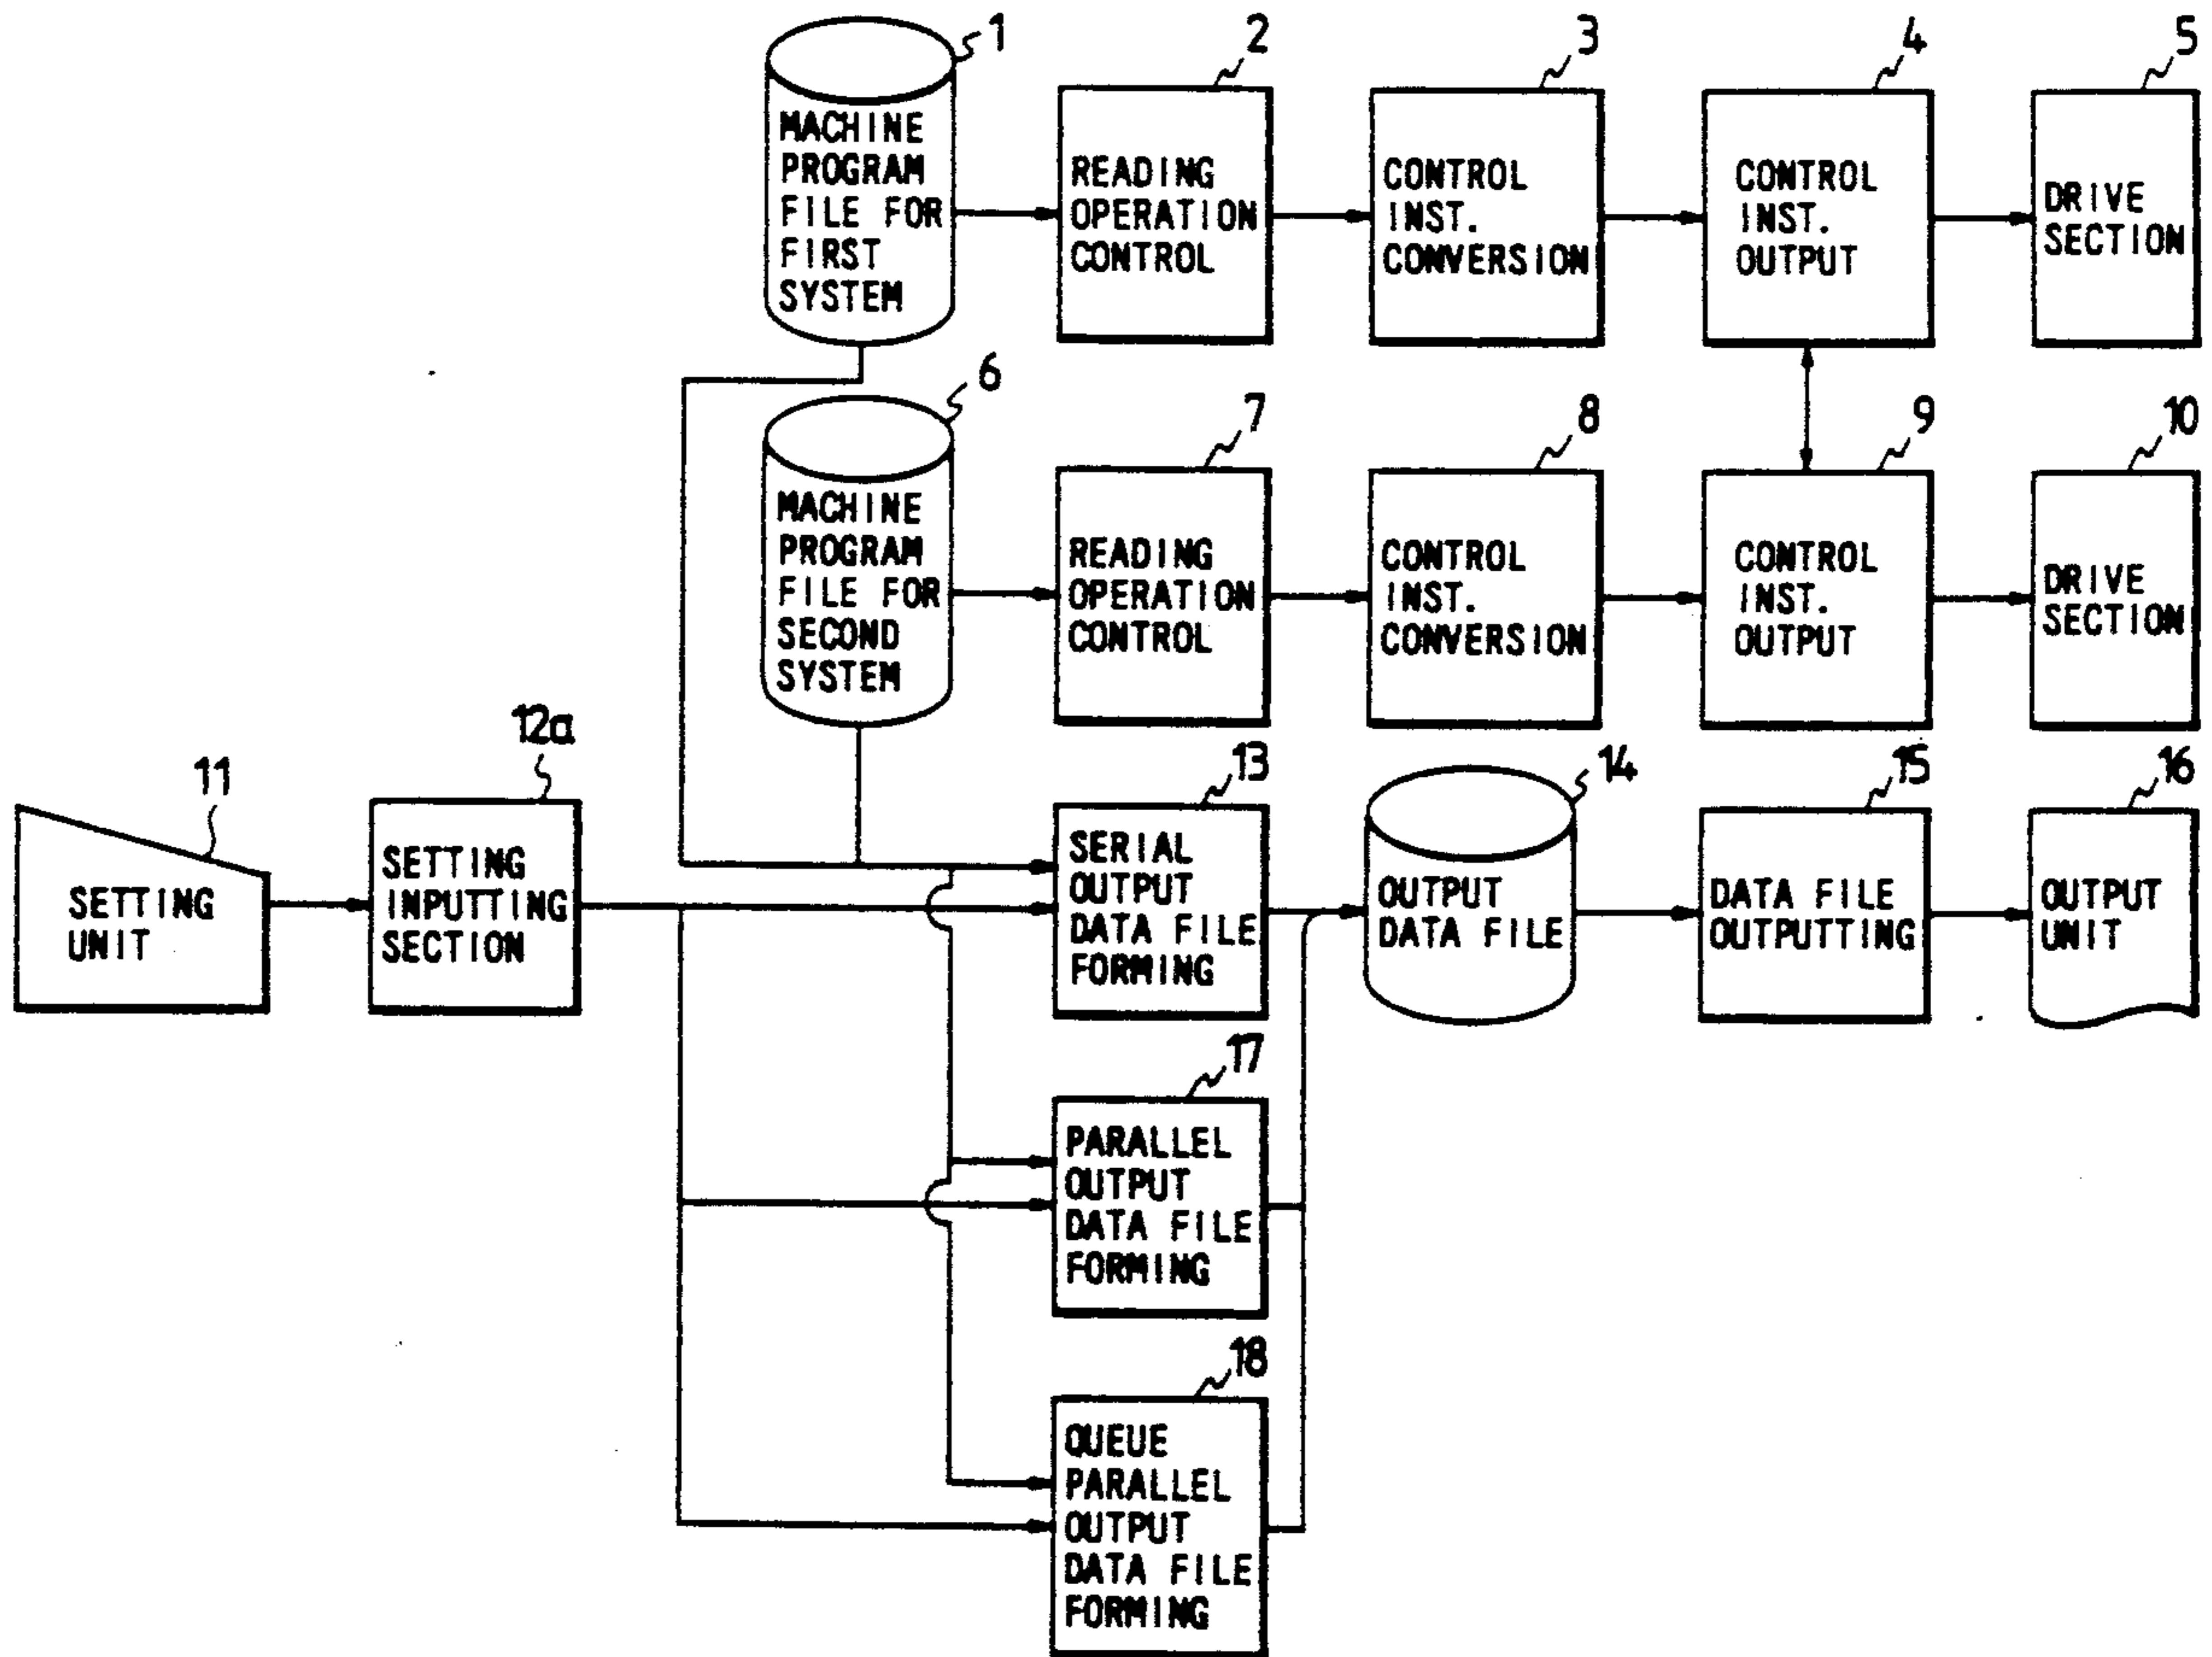 1
MACHINE
PROGRAM
FILE FOR
FIRST
SYSTEM
2
READING
OPERATION
CONTROL
3
CONTROL
INST.
CONVERSION
4
CONTROL
INST.
OUTPUT
5
DRIVE
SECTION
6
MACHINE
PROGRAM
FILE FOR
SECOND
SYSTEM
7
READING
OPERATION
CONTROL
8
CONTROL
INST.
CONVERSION
9
CONTROL
INST.
OUTPUT
10
DRIVE
SECTION
11
SETTING
UNIT
12a
SETTING
INPUTTING
SECTION
13
SERIAL
OUTPUT
DATA FILE
FORMING
14
OUTPUT
DATA FILE
15
DATA FILE
OUTPUTTING
16
OUTPUT
UNIT
17
PARALLEL
OUTPUT
DATA FILE
FORMING
18
QUEUE
PARALLEL
OUTPUT
DATA FILE
FORMING